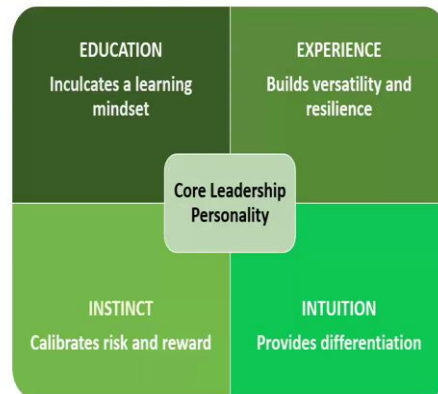 EDUCATION
Inculcates a learning
mindset
EXPERIENCE
Builds versatility and
resilience
Core Leadership
Personality
INSTINCT
Calibrates risk and reward
INTUITION
Provides differentiation